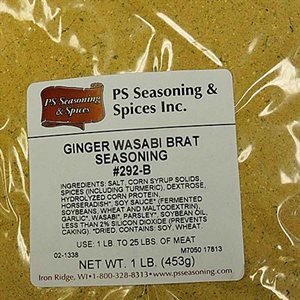 PS Seasoning
& Spices
PS Seasoning &
Spices Inc.
GINGER WASABI BRAT
SEASONING
#292-B
INGREDIENTS: SALT, CORN SYRUP SOLIDS,
SPICES (INCLUDING TURMERIC), DEXTROSE,
HYDROLYZED CORN PROTEIN,
HORSERADISH*, SOY SAUCE* (FERMENTED
SOYBEANS, WHEAT AND MALTODEXTRIN),
GARLIC*, WASABI*, PARSLEY*, SOYBEAN OIL,
LESS THAN 2% SILICON DIOXIDE (PREVENTS
CAKING). *DRIED. CONTAINS: SOY, WHEAT.
USE: 1 LB TO 25 LBS. OF MEAT
02-1338 M7050 17813
NET WT. 1 LB. (453g)
Iron Ridge, WI • 1-800-328-8313 • www.psseasoning.com